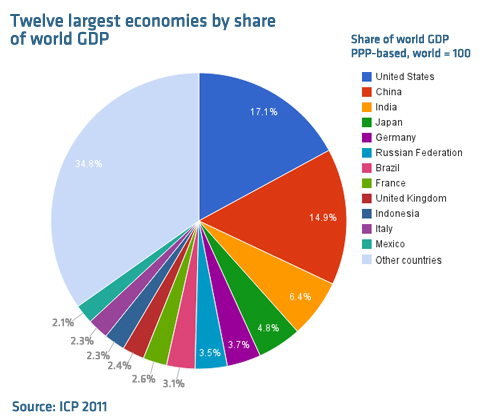 Twelve largest economies by share
of world GDP
Share of world GDP
PPP-based, world = 100
United States
China
India
Japan
Germany
Russian Federation
Brazil
France
United Kingdom
Indonesia
Italy
Mexico
Other countries
17.1%
14.9%
6.4%
4.8%
3.7%
3.5%
3.1%
2.6%
2.4%
2.3%
2.3%
2.1%
34.8%
Source: ICP 2011